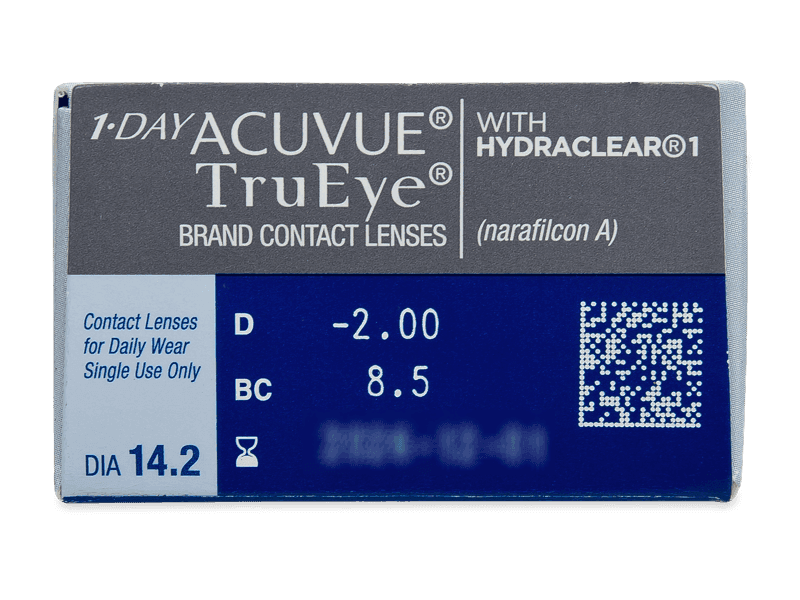 1·DAY ACUVUE®
TruEye®
BRAND CONTACT LENSES
WITH
HYDRACLEAR®1
(narafilcon A)
Contact Lenses
for Daily Wear
Single Use Only
DIA 14.2
D -2.00
BC 8.5